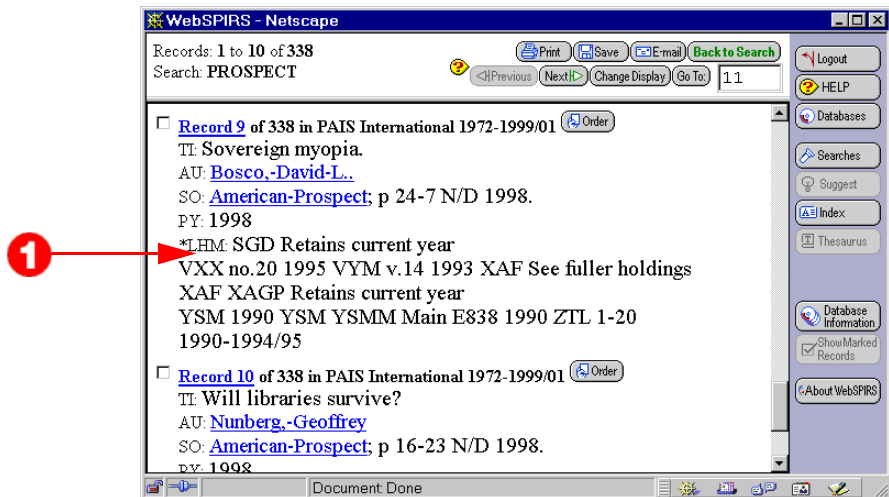 WebSPIRS - Netscape
Records: 1 to 10 of 338
Search: PROSPECT
Print Save E-mail Back to Search
Previous Next Change Display Go To: 11
Record 9 of 338 in PAIS International 1972-1999/01 Order
TI: Sovereign myopia.
AU: Bosco,-David-L..
SO: American-Prospect; p 24-7 N/D 1998.
PY: 1998
*LHM: SGD Retains current year
VXX no.20 1995 VYM v.14 1993 XAF See fuller holdings
XAF XAGP Retains current year
YSM 1990 YSM YSMM Main E838 1990 ZTL 1-20
1990-1994/95
Record 10 of 338 in PAIS International 1972-1999/01 Order
TI: Will libraries survive?
AU: Nunberg,-Geoffrey
SO: American-Prospect; p 16-23 N/D 1998.
PY: 1998
Document: Done
Logout
HELP
Databases
Searches
Suggest
Index
Thesaurus
Database
Information
Show Marked
Records
About WebSPIRS
1